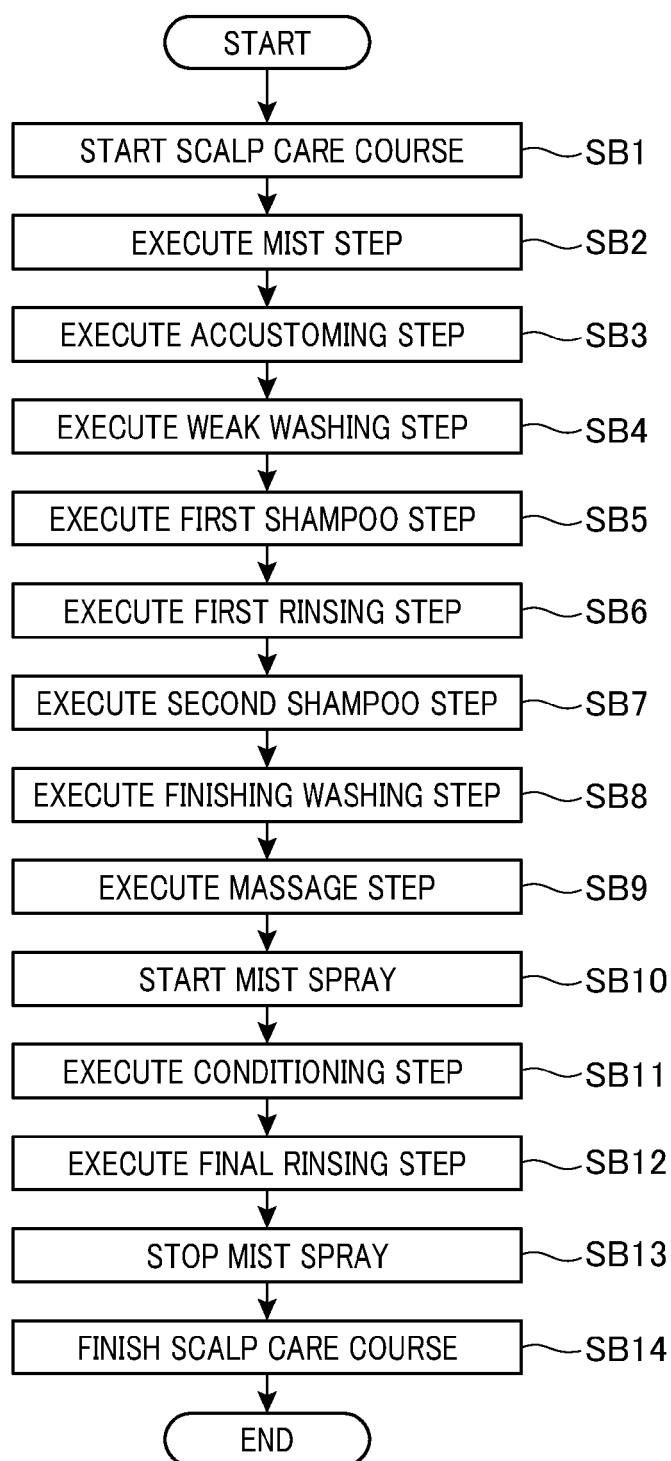 START
START SCALP CARE COURSE SB1
EXECUTE MIST STEP SB2
EXECUTE ACCUSTOMING STEP SB3
EXECUTE WEAK WASHING STEP SB4
EXECUTE FIRST SHAMPOO STEP SB5
EXECUTE FIRST RINSING STEP SB6
EXECUTE SECOND SHAMPOO STEP SB7
EXECUTE FINISHING WASHING STEP SB8
EXECUTE MASSAGE STEP SB9
START MIST SPRAY SB10
EXECUTE CONDITIONING STEP SB11
EXECUTE FINAL RINSING STEP SB12
STOP MIST SPRAY SB13
FINISH SCALP CARE COURSE SB14
END